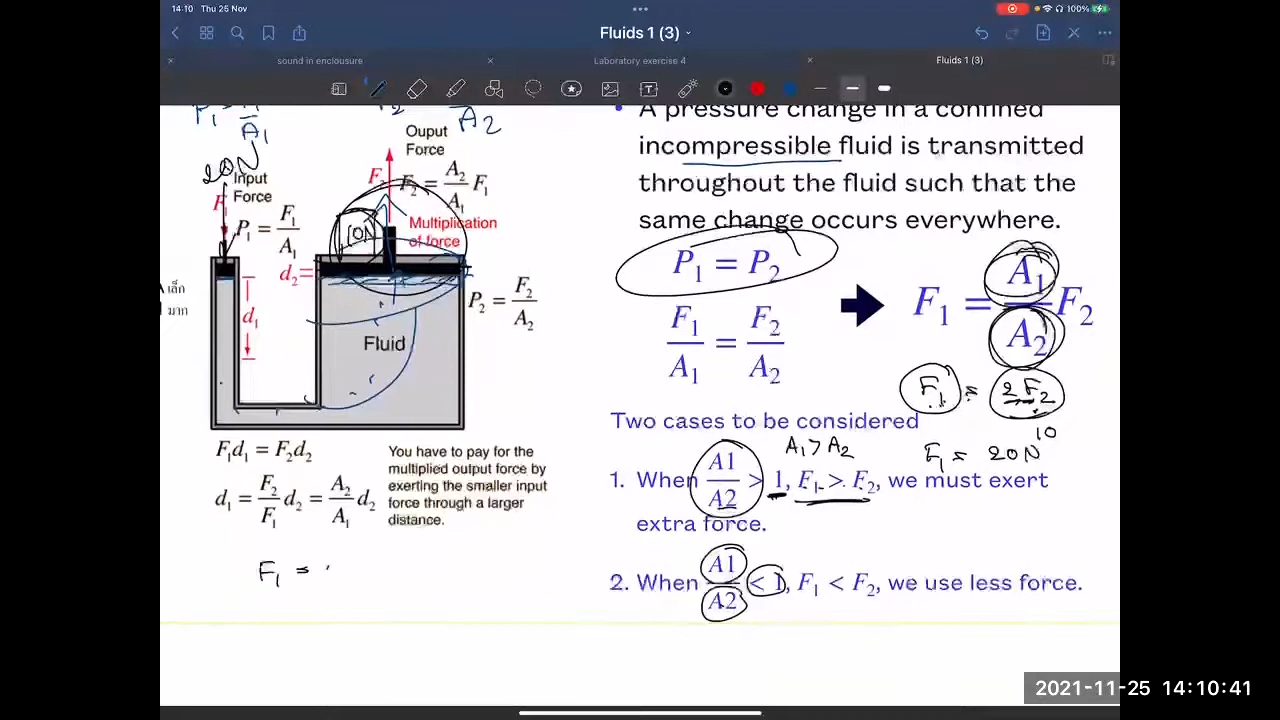 14:10 Thu 25 Nov
100%
Fluids 1 (3)
sound in enclousure
Laboratory exercise 4
Fluids 1 (3)
A1
A2
20N
Input
Force
P1 = F1/A1
Ouput
Force
F2 = A2/A1 F1
Multiplication
of force
10N
d2=
d1
P2 = F2/A2
Fluid
เล็ก
มาก
F1d1 = F2d2
d1 = F2/F1 d2 = A2/A1 d2
You have to pay for the
multiplied output force by
exerting the smaller input
force through a larger
distance.
F1 =
• A pressure change in a confined
incompressible fluid is transmitted
throughout the fluid such that the
same change occurs everywhere.
P1 = P2
F1/A1 = F2/A2
F1 = A1/A2 F2
F1 = 2F2
10
F1 = 20N
Two cases to be considered
A1 > A2
1. When A1/A2 > 1, F1 > F2, we must exert
extra force.
2. When A1/A2 < 1, F1 < F2, we use less force.
2021-11-25 14:10:41